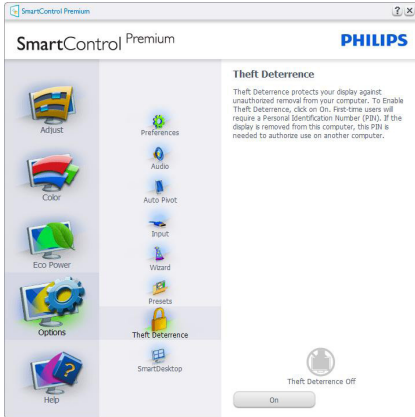 SmartControl Premium
SmartControl Premium
PHILIPS
Adjust
Color
Eco Power
Options
Help
Preferences
Audio
Auto Pivot
Input
Wizard
Presets
Theft Deterrence
SmartDesktop
Theft Deterrence
Theft Deterrence protects your display against
unauthorized removal from your computer. To Enable
Theft Deterrence, click on On. First-time users will
require a Personal Identification Number (PIN). If the
display is removed from this computer, this PIN is
needed to authorize use on another computer.
Theft Deterrence Off
On